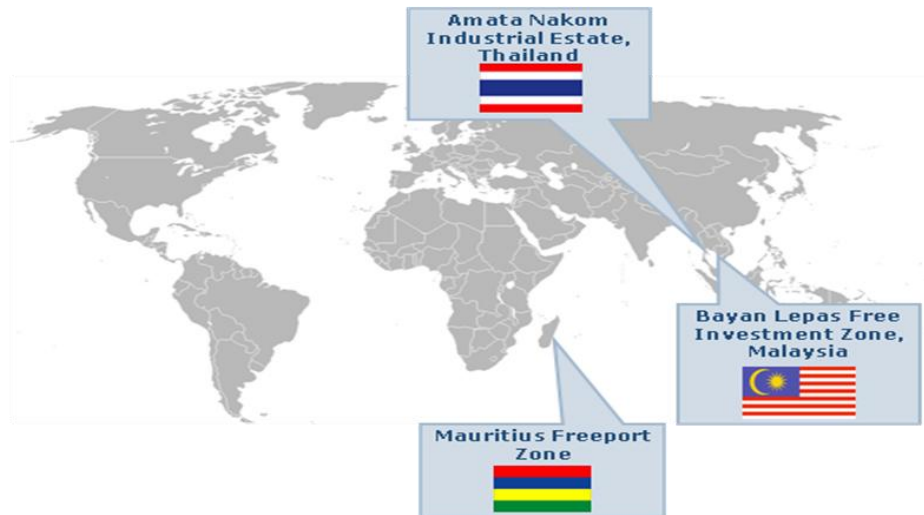 Amata Nakom
Industrial Estate,
Thailand
Bayan Lepas Free
Investment Zone,
Malaysia
Mauritius Freeport
Zone